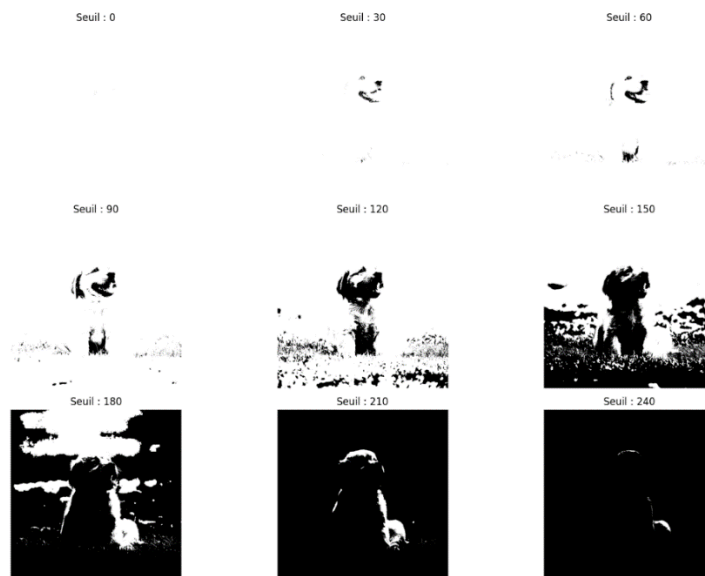 Seuil : 0
Seuil : 30
Seuil : 60
Seuil : 90
Seuil : 120
Seuil : 150
Seuil : 180
Seuil : 210
Seuil : 240